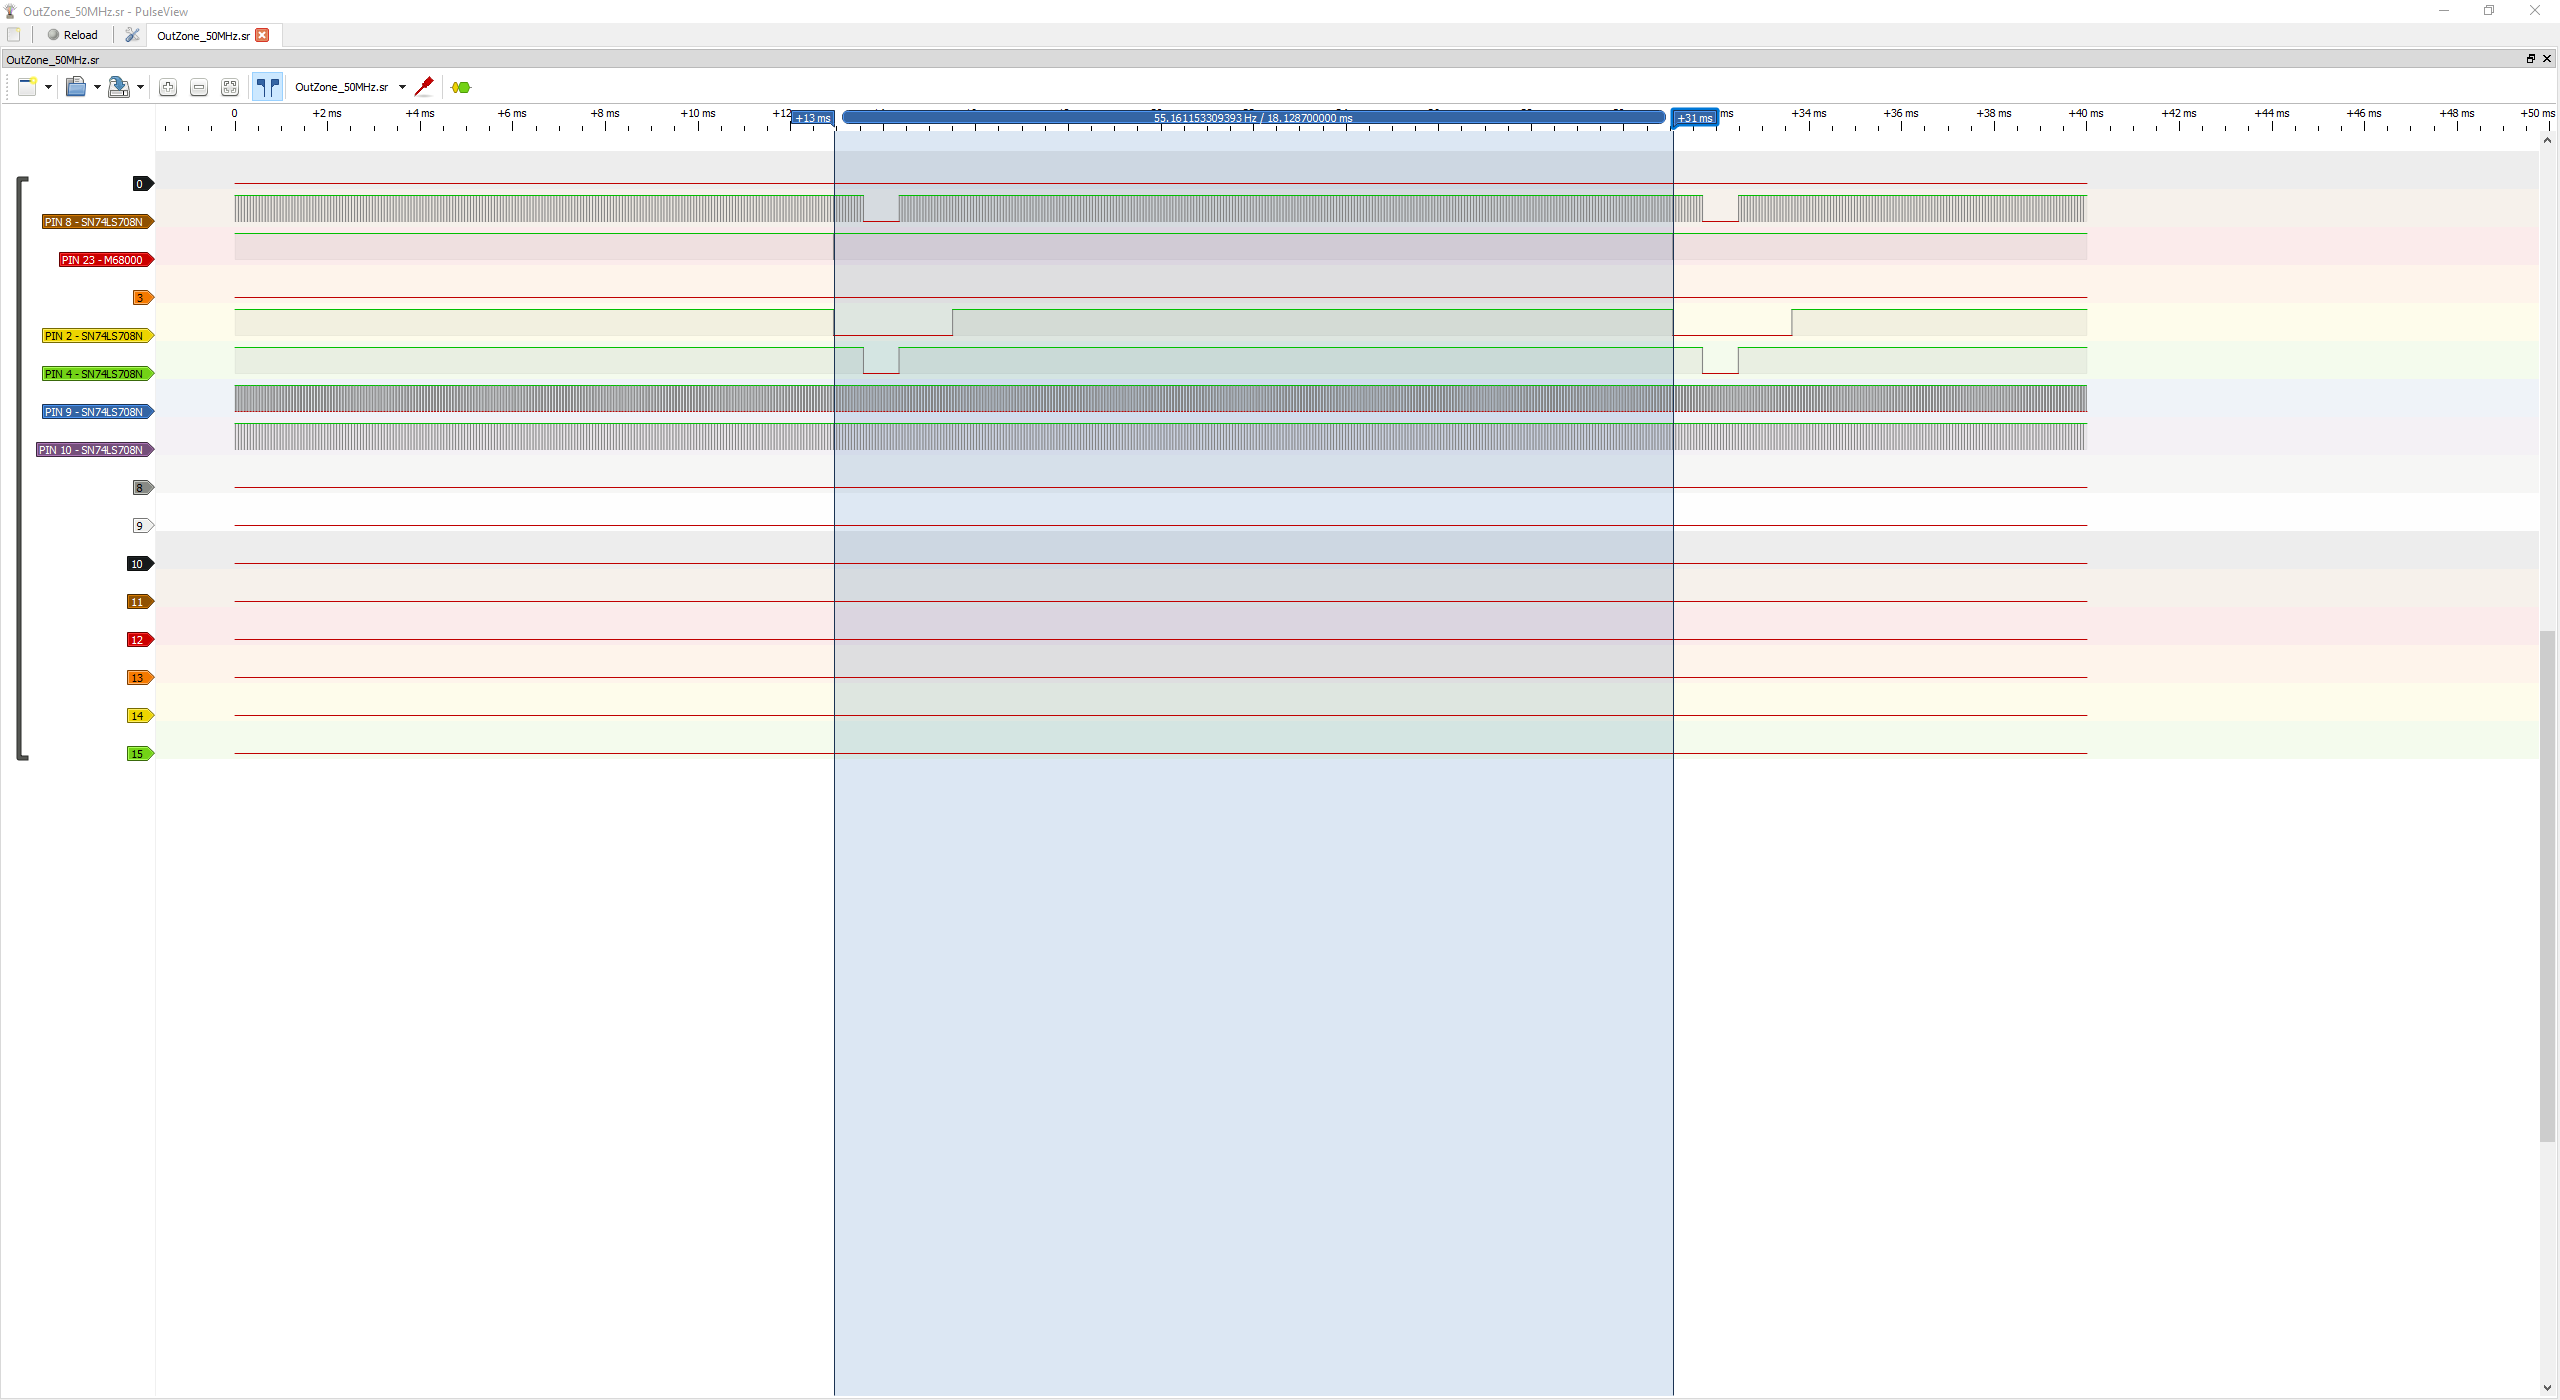 OutZone_50MHz.sr - PulseView
Reload
OutZone_50MHz.sr
OutZone_50MHz.sr
OutZone_50MHz.sr
0 +2 ms +4 ms +6 ms +8 ms +10 ms +12 +13 ms 55.161153309393 Hz / 18.128700000 ms +31 ms ms +34 ms +36 ms +38 ms +40 ms +42 ms +44 ms +46 ms +48 ms +50 ms
0
PIN 8 - SN74LS708N
PIN 23 - M68000
3
PIN 2 - SN74LS708N
PIN 4 - SN74LS708N
PIN 9 - SN74LS708N
PIN 10 - SN74LS708N
8
9
10
11
12
13
14
15